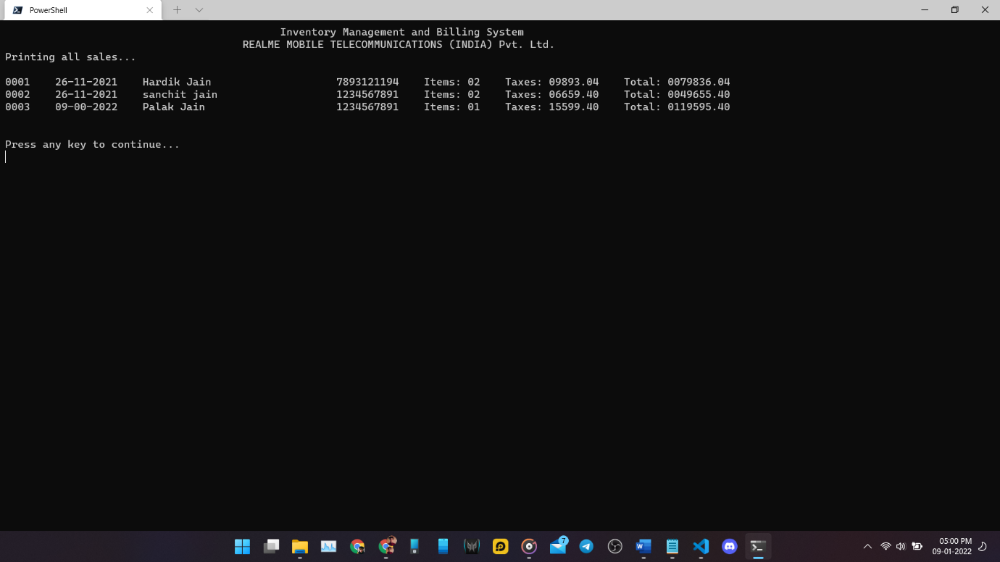 PowerShell
Inventory Management and Billing System
REALME MOBILE TELECOMMUNICATIONS (INDIA) Pvt. Ltd.
Printing all sales...
0001 26-11-2021 Hardik Jain 7893121194 Items: 02 Taxes: 09893.04 Total: 0079836.04
0002 26-11-2021 sanchit jain 1234567891 Items: 02 Taxes: 06659.40 Total: 0049655.40
0003 09-00-2022 Palak Jain 1234567891 Items: 01 Taxes: 15599.40 Total: 0119595.40
Press any key to continue...
7
05:00 PM
09-01-2022